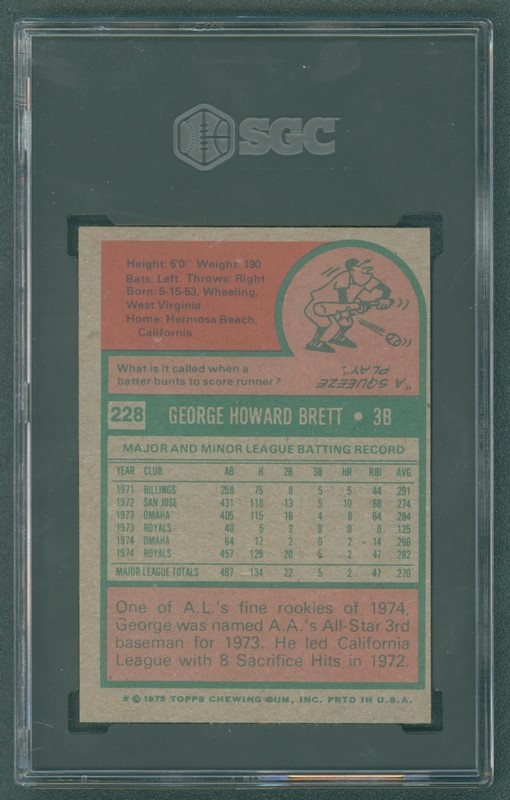 SGC
Height: 6'0" Weight: 190
Bats: Left Throws: Right
Born: 5-15-53, Wheeling,
West Virginia
Home: Hermosa Beach,
California
What is it called when a
batter bunts to score runner?
"A SQUEEZE
PLAY".
228 GEORGE HOWARD BRETT • 3B
MAJOR AND MINOR LEAGUE BATTING RECORD
YEAR CLUB AB H 2B 3B HR RBI AVG
1971 BILLINGS 258 75 8 5 5 44 .291
1972 SAN JOSE 431 118 13 5 10 68 .274
1973 OMAHA 405 115 16 4 8 64 .284
1973 ROYALS 40 5 2 0 0 0 .125
1974 OMAHA 64 17 2 0 2 14 .266
1974 ROYALS 457 129 20 5 2 47 .282
MAJOR LEAGUE TOTALS 497 134 22 5 2 47 .270
One of A.L.'s fine rookies of 1974,
George was named A.A.'s All-Star 3rd
baseman for 1973. He led California
League with 8 Sacrifice Hits in 1972.
* © 1975 TOPPS CHEWING GUM, INC. PRTD IN U.S.A.